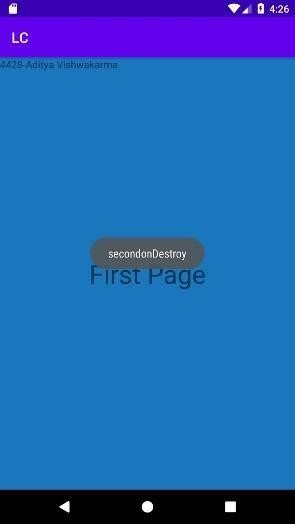 4:26
LC
4428-Aditya Vishwakarma
secondonDestroy
First Page